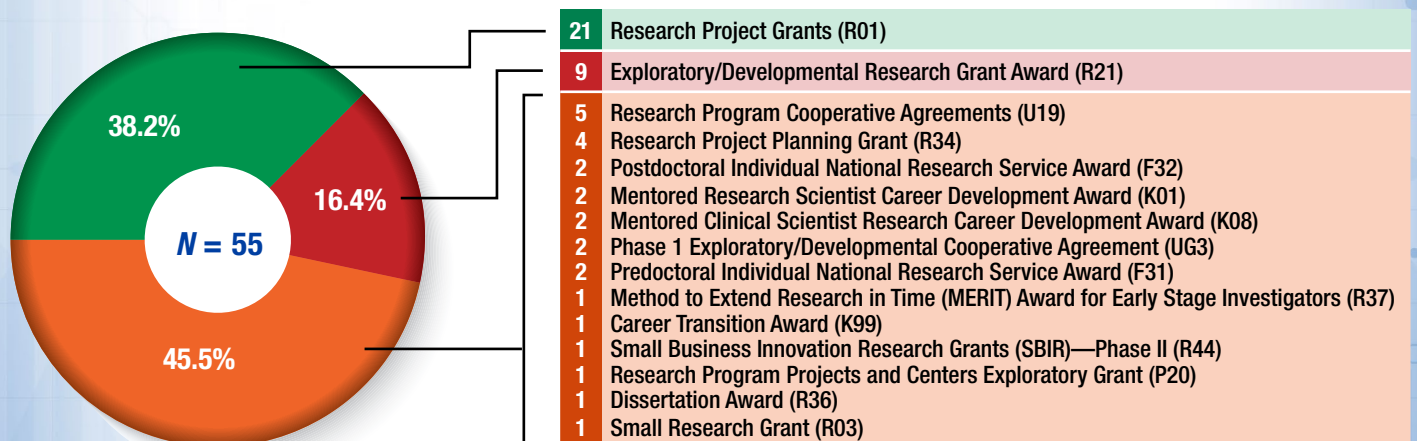 38.2%
16.4%
N = 55
45.5%
21 Research Project Grants (R01)
9 Exploratory/Developmental Research Grant Award (R21)
5 Research Program Cooperative Agreements (U19)
4 Research Project Planning Grant (R34)
2 Postdoctoral Individual National Research Service Award (F32)
2 Mentored Research Scientist Career Development Award (K01)
2 Mentored Clinical Scientist Research Career Development Award (K08)
2 Phase 1 Exploratory/Developmental Cooperative Agreement (UG3)
2 Predoctoral Individual National Research Service Award (F31)
1 Method to Extend Research in Time (MERIT) Award for Early Stage Investigators (R37)
1 Career Transition Award (K99)
1 Small Business Innovation Research Grants (SBIR)—Phase II (R44)
1 Research Program Projects and Centers Exploratory Grant (P20)
1 Dissertation Award (R36)
1 Small Research Grant (R03)